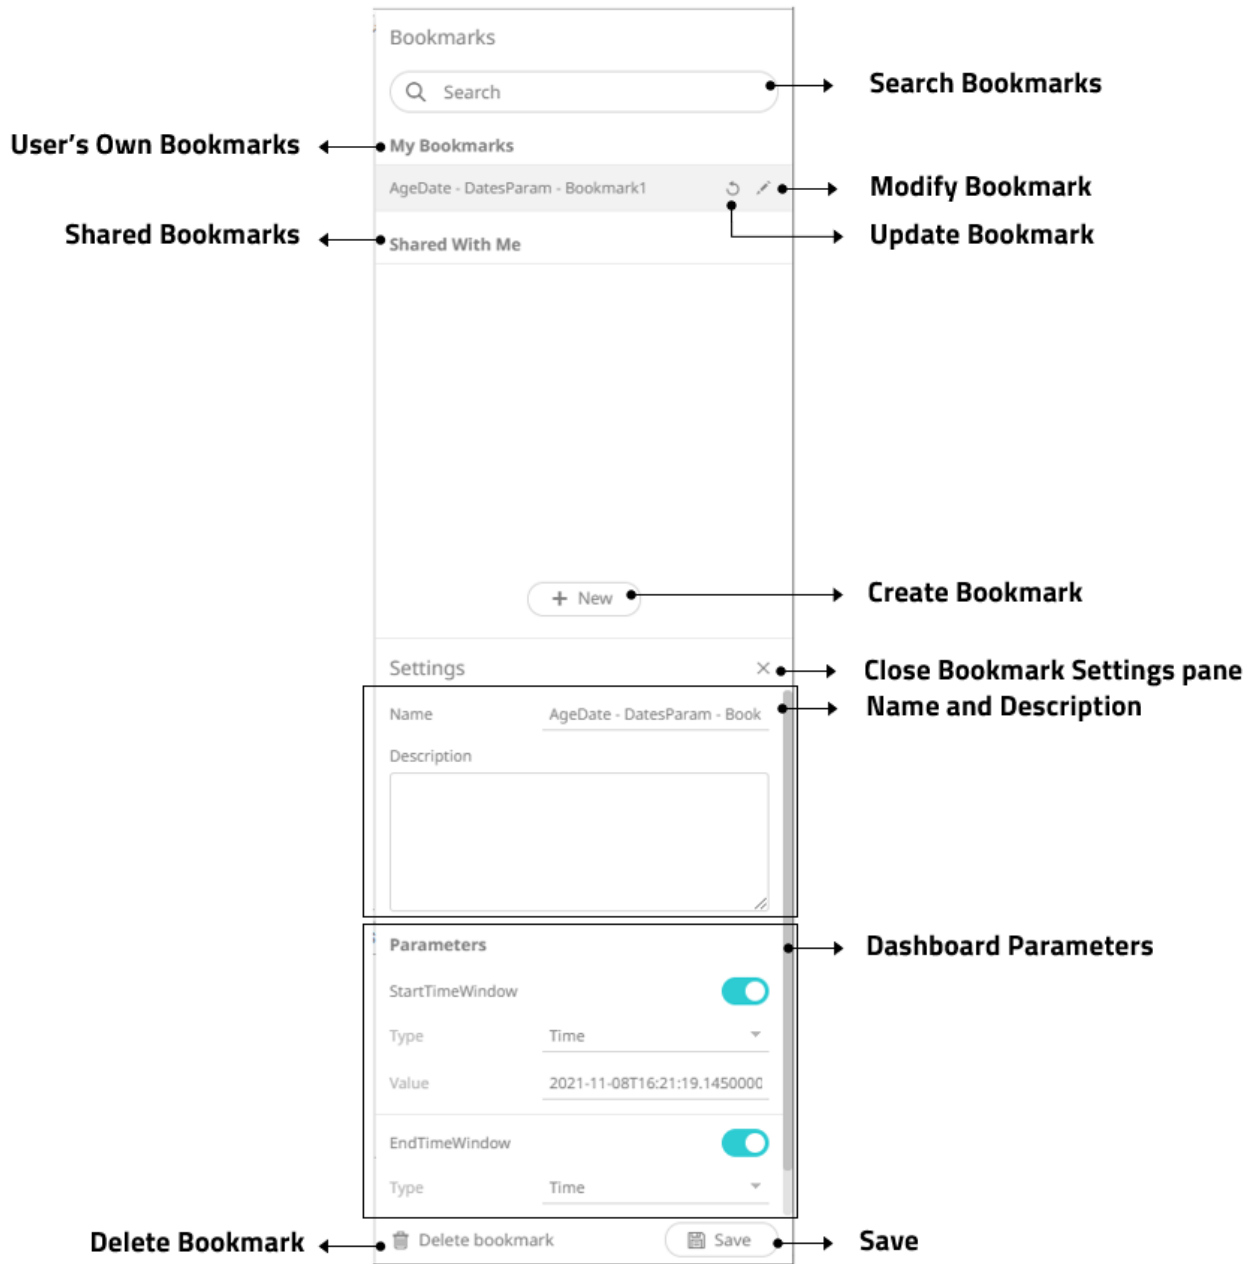 Bookmarks
Search
Search Bookmarks
User's Own Bookmarks
My Bookmarks
AgeDate - DatesParam - Bookmark1
Modify Bookmark
Shared Bookmarks
Shared With Me
Update Bookmark
+ New
Create Bookmark
Settings
Close Bookmark Settings pane
Name
AgeDate - DatesParam - Book
Name and Description
Description
Parameters
Dashboard Parameters
StartTimeWindow
Type
Time
Value
2021-11-08T16:21:19.1450000
EndTimeWindow
Type
Time
Delete Bookmark
Delete bookmark
Save
Save